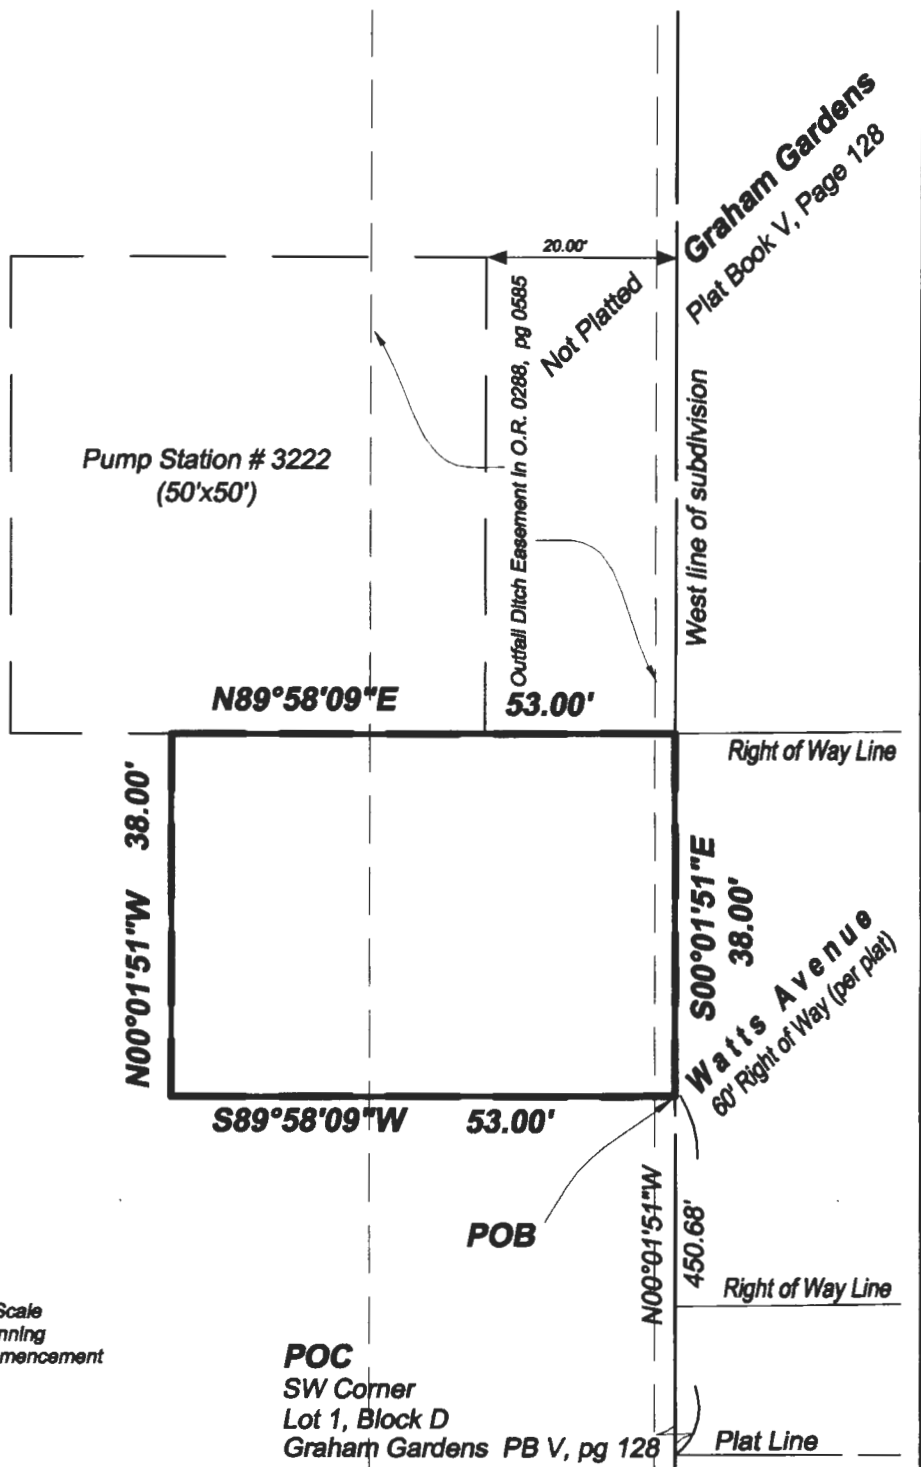 Graham Gardens
Plat Book V, Page 128
20.00'
Not Platted
Outfall Ditch Easement in O.R. 0288, pg 0585
West line of subdivision
Pump Station # 3222
(50'x50')
N89°58'09"E 53.00'
Right of Way Line
N00°01'51"W 38.00'
S00°01'51"E
38.00'
Watts Avenue
60' Right of Way (per plat)
S89°58'09"W 53.00'
POB
N00°01'51"W
450.68'
Right of Way Line
Scale
nning
mencement
POC
SW Corner
Lot 1, Block D
Graham Gardens PB V, pg 128
Plat Line